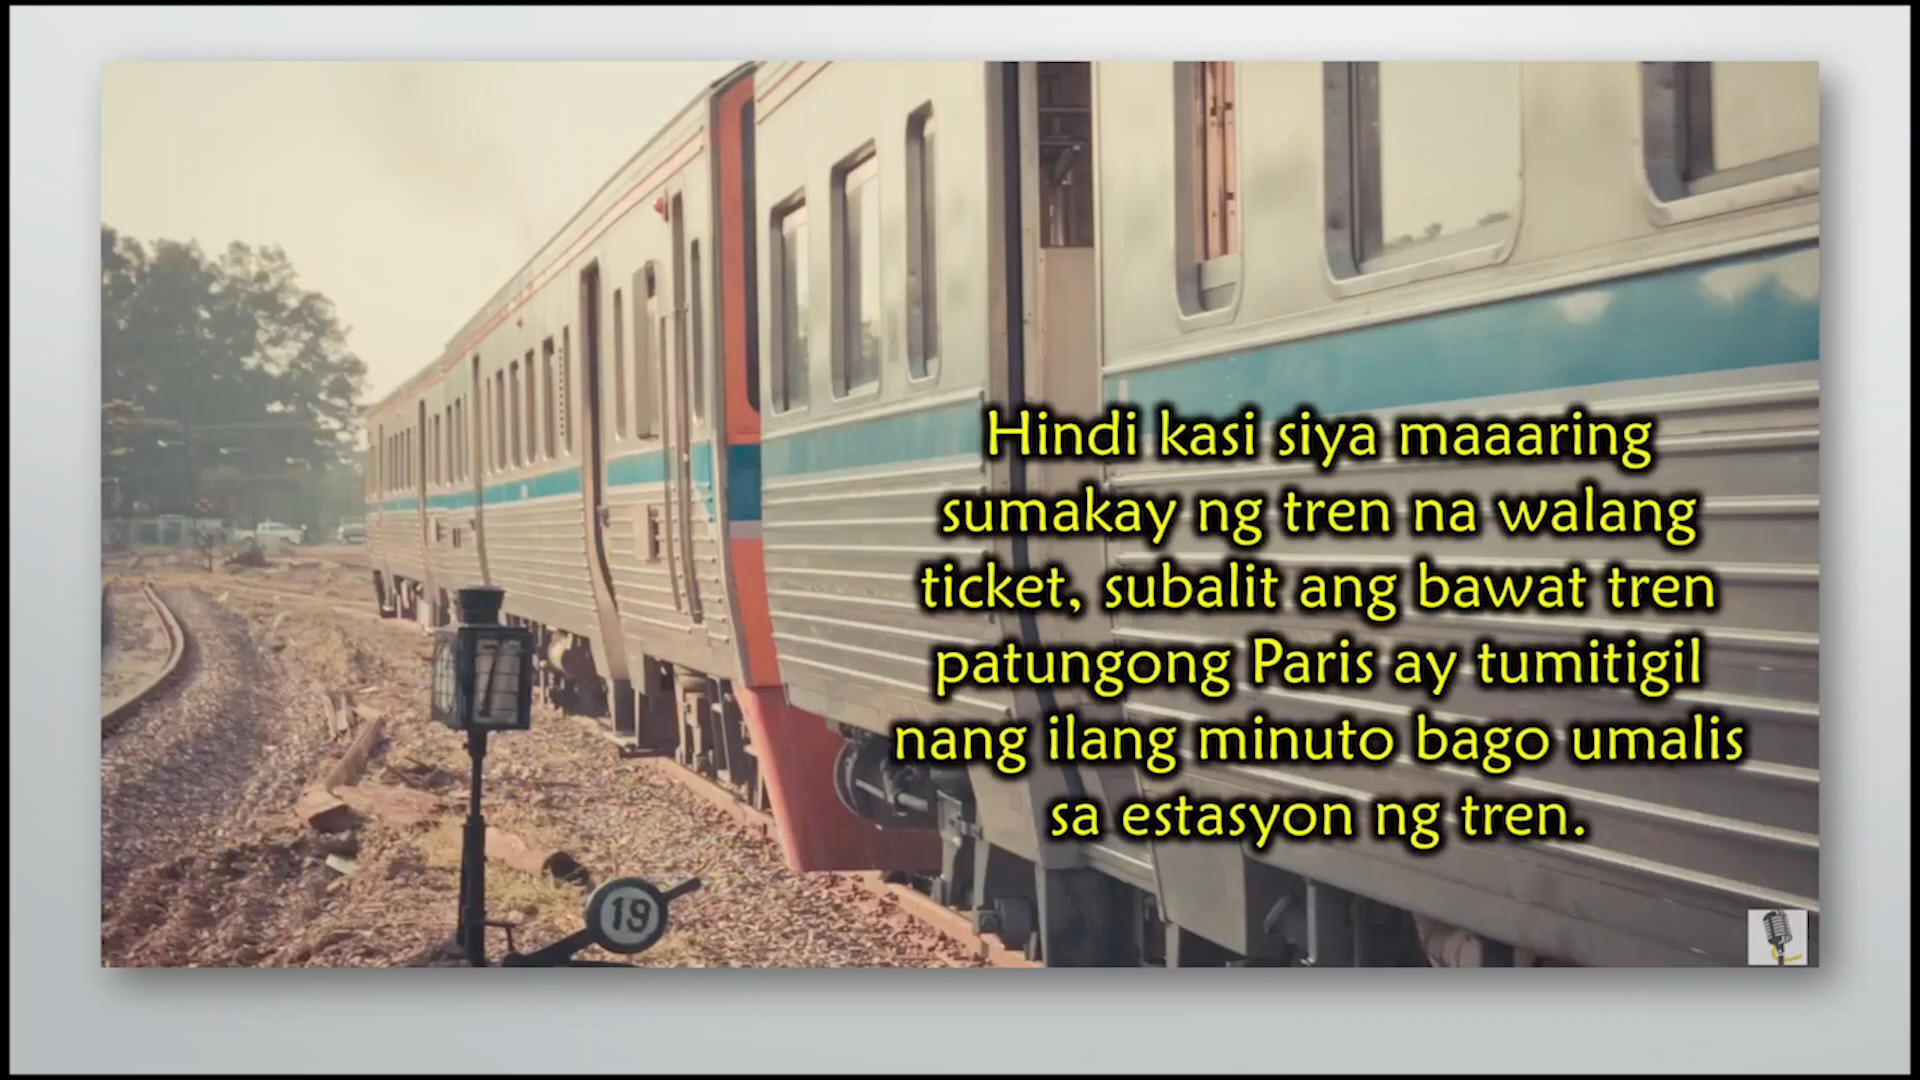 Hindi kasi siya maaaring
sumakay ng tren na walang
ticket, subalit ang bawat tren
patungong Paris ay tumitigil
nang ilang minuto bago umalis
sa estasyon ng tren.
19